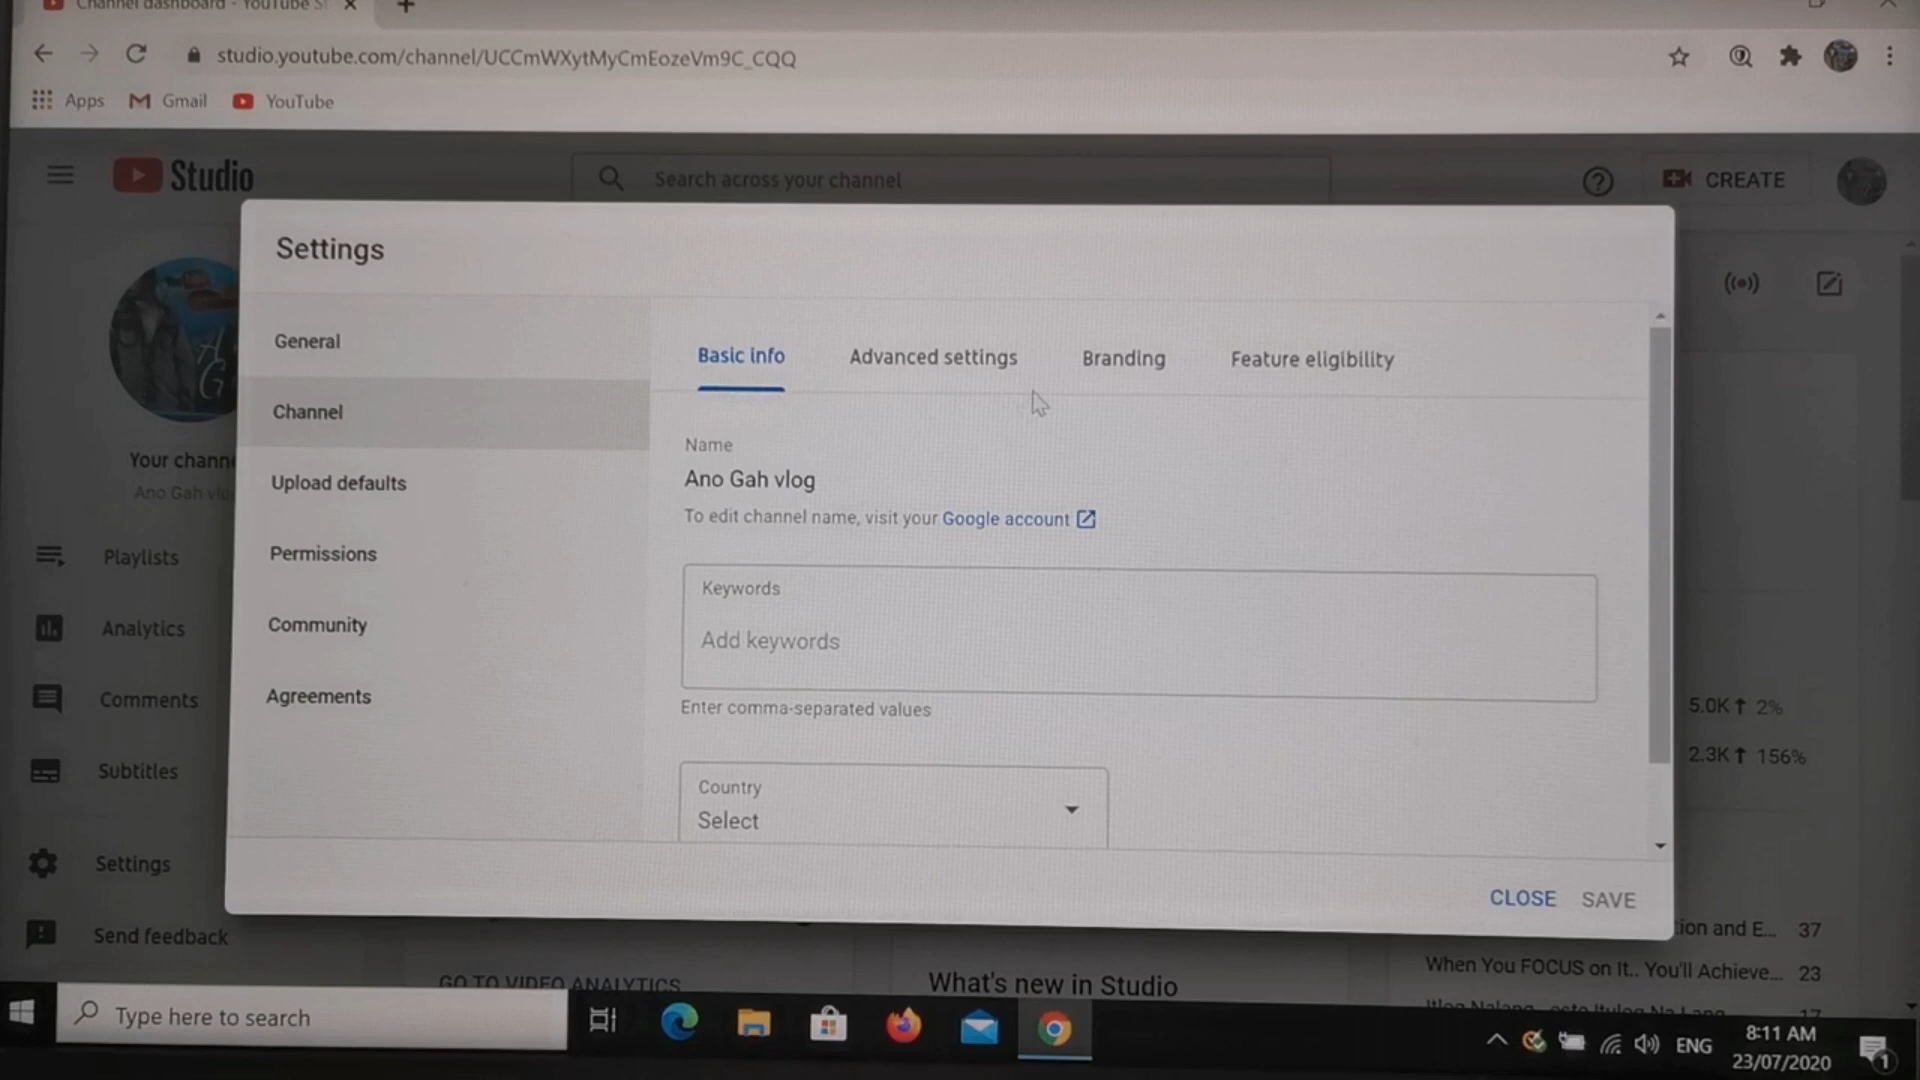 Channel dashboard - YouTube St
studio.youtube.com/channel/UCCmWXytMyCmEozeVm9C_CQQ
Apps
Gmail
YouTube
Studio
Search across your channel
CREATE
Settings
General
Channel
Upload defaults
Permissions
Community
Agreements
Basic info
Advanced settings
Branding
Feature eligibility
Name
Ano Gah vlog
To edit channel name, visit your Google account
Keywords
Add keywords
Enter comma-separated values
Country
Select
CLOSE
SAVE
A
G
Your channe
Ano Gah vlo
Playlists
Analytics
Comments
Subtitles
Settings
Send feedback
5.0K 2%
2.3K 156%
GO TO VIDEO ANALYTICS
What's new in Studio
tion and E... 37
When You FOCUS on It.. You'll Achieve... 23
17
Type here to search
ENG
8:11 AM
23/07/2020
1